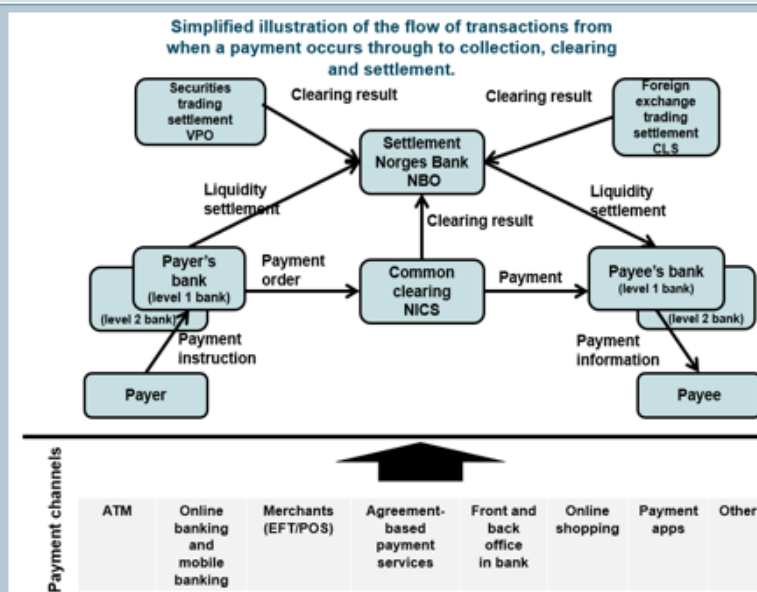 Simplified illustration of the flow of transactions from
when a payment occurs through to collection, clearing
and settlement.
Securities
trading
settlement
VPO
Clearing result
Clearing result
Foreign
exchange
trading
settlement
CLS
Settlement
Norges Bank
NBO
Liquidity
settlement
Liquidity
settlement
Clearing result
Payer's
bank
(level 1 bank)
(level 2 bank)
Payment
order
Common
clearing
NICS
Payment
Payee's bank
(level 1 bank)
(level 2 bank)
Payment
instruction
Payment
information
Payer
Payee
Payment channels
ATM
Online
banking
and
mobile
banking
Merchants
(EFT/POS)
Agreement-
based
payment
services
Front and
back
office
in bank
Online
shopping
Payment
apps
Other